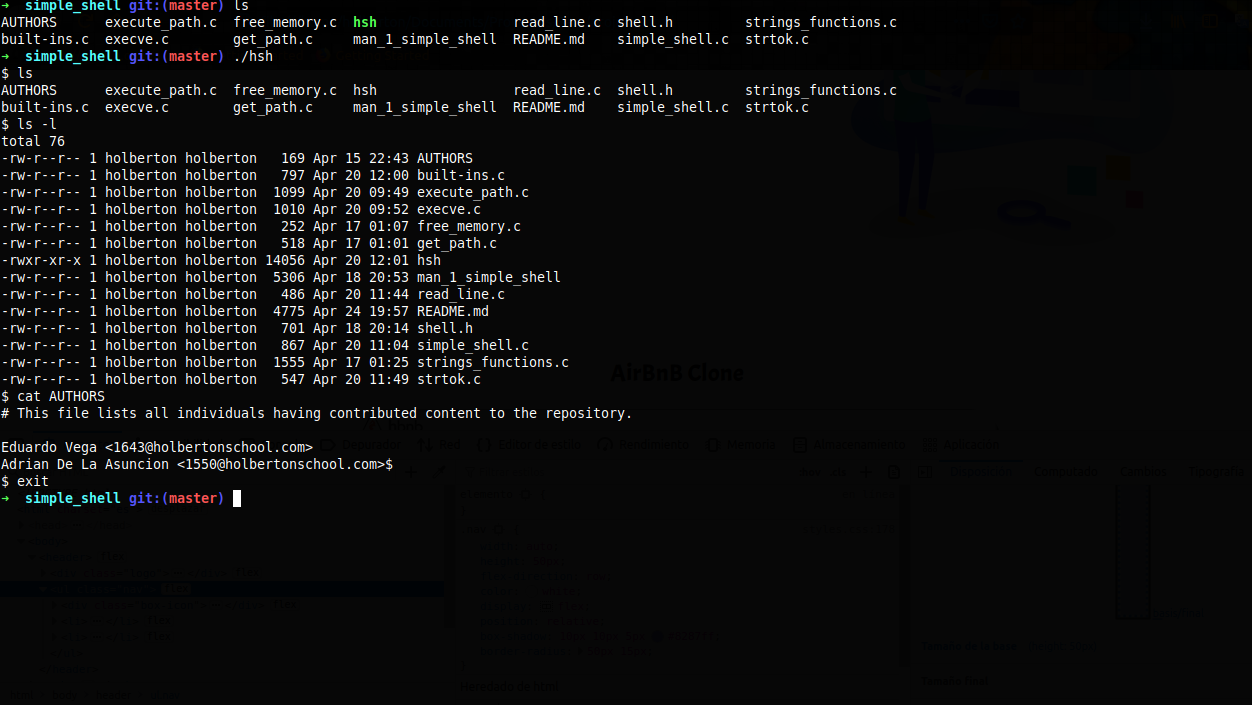 ➜  simple_shell git:(master) ls
AUTHORS      execute_path.c  free_memory.c  hsh                 read_line.c  shell.h         strings_functions.c
built-ins.c  execve.c        get_path.c     man_1_simple_shell  README.md    simple_shell.c  strtok.c
➜  simple_shell git:(master) ./hsh
$ ls
AUTHORS      execute_path.c  free_memory.c  hsh                 read_line.c  shell.h         strings_functions.c
built-ins.c  execve.c        get_path.c     man_1_simple_shell  README.md    simple_shell.c  strtok.c
$ ls -l
total 76
-rw-r--r-- 1 holberton holberton   169 Apr 15 22:43 AUTHORS
-rw-r--r-- 1 holberton holberton   797 Apr 20 12:00 built-ins.c
-rw-r--r-- 1 holberton holberton  1099 Apr 20 09:49 execute_path.c
-rw-r--r-- 1 holberton holberton  1010 Apr 20 09:52 execve.c
-rw-r--r-- 1 holberton holberton   252 Apr 17 01:07 free_memory.c
-rw-r--r-- 1 holberton holberton   518 Apr 17 01:01 get_path.c
-rwxr-xr-x 1 holberton holberton 14056 Apr 20 12:01 hsh
-rw-r--r-- 1 holberton holberton  5306 Apr 18 20:53 man_1_simple_shell
-rw-r--r-- 1 holberton holberton   486 Apr 20 11:44 read_line.c
-rw-r--r-- 1 holberton holberton  4775 Apr 24 19:57 README.md
-rw-r--r-- 1 holberton holberton   701 Apr 18 20:14 shell.h
-rw-r--r-- 1 holberton holberton   867 Apr 20 11:04 simple_shell.c
-rw-r--r-- 1 holberton holberton  1555 Apr 17 01:25 strings_functions.c
-rw-r--r-- 1 holberton holberton   547 Apr 20 11:49 strtok.c
AirBnB Clone
$ cat AUTHORS
# This file lists all individuals having contributed content to the repository.
Depurador Red Editor de estilo Rendimiento Memoria Almacenamiento Aplicación
Eduardo Vega <1643@holbertonschool.com>
Adrian De La Asuncion <1550@holbertonschool.com>$
$ exit
➜  simple_shell git:(master)